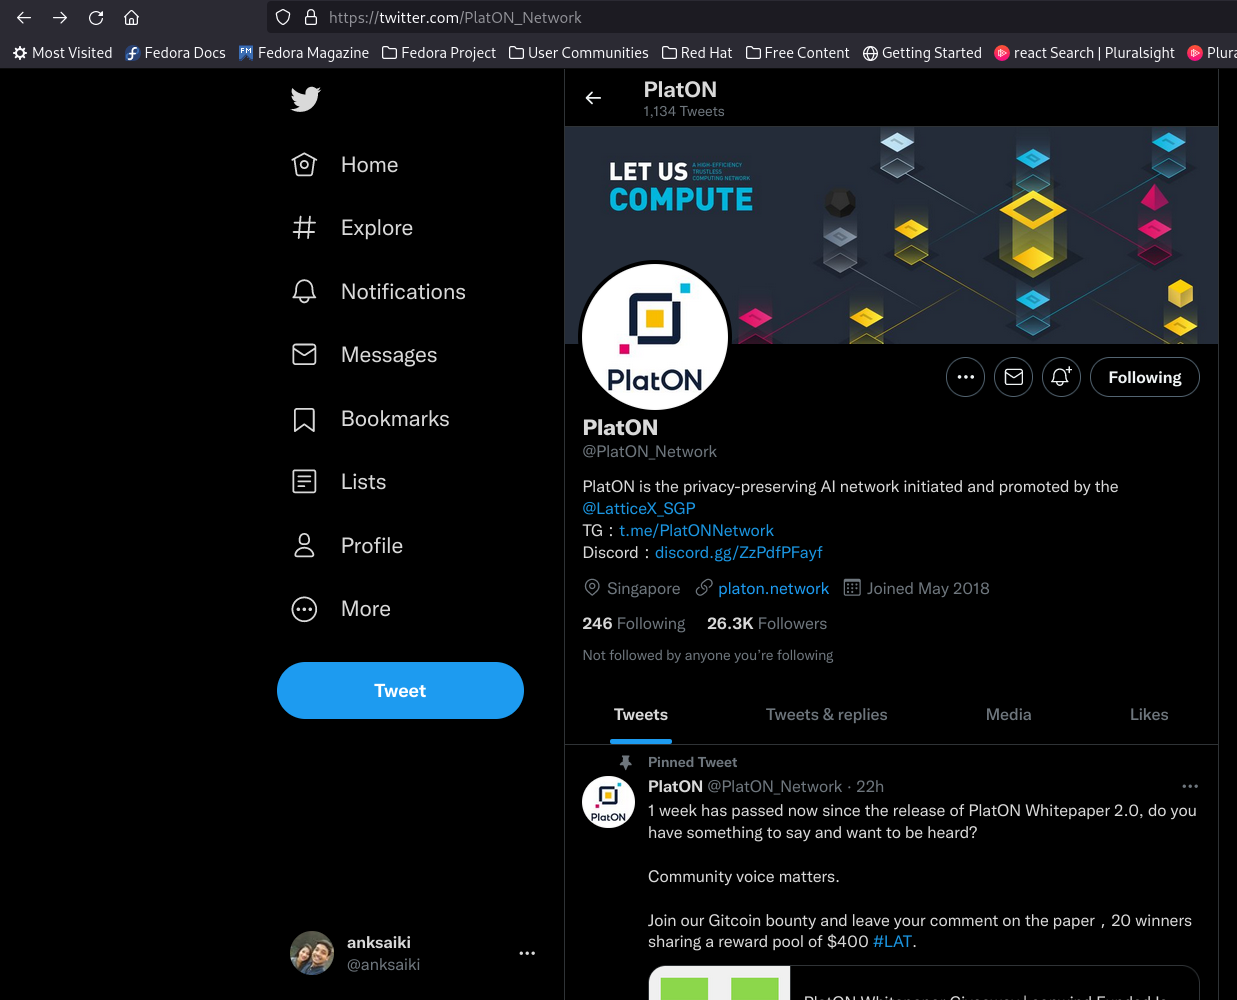 https://twitter.com/PlatON_Network
Most Visited Fedora Docs Fedora Magazine Fedora Project User Communities Red Hat Free Content Getting Started react Search | Pluralsight
PlatON
1,134 Tweets
LET US
A HIGH-EFFICIENCY
TRUSTLESS
COMPUTING NETWORK
COMPUTE
PlatON
Home
Explore
Notifications
Messages
Bookmarks
Lists
Profile
More
Tweet
anksaiki
@anksaiki
Following
PlatON
@PlatON_Network
PlatON is the privacy-preserving AI network initiated and promoted by the
@LatticeX_SGP
TG：t.me/PlatONNetwork
Discord：discord.gg/ZzPdfPFayf
Singapore platon.network Joined May 2018
246 Following 26.3K Followers
Not followed by anyone you're following
Tweets Tweets & replies Media Likes
Pinned Tweet
PlatON @PlatON_Network · 22h
PlatON
1 week has passed now since the release of PlatON Whitepaper 2.0, do you
have something to say and want to be heard?
Community voice matters.
Join our Gitcoin bounty and leave your comment on the paper，20 winners
sharing a reward pool of $400 #LAT.